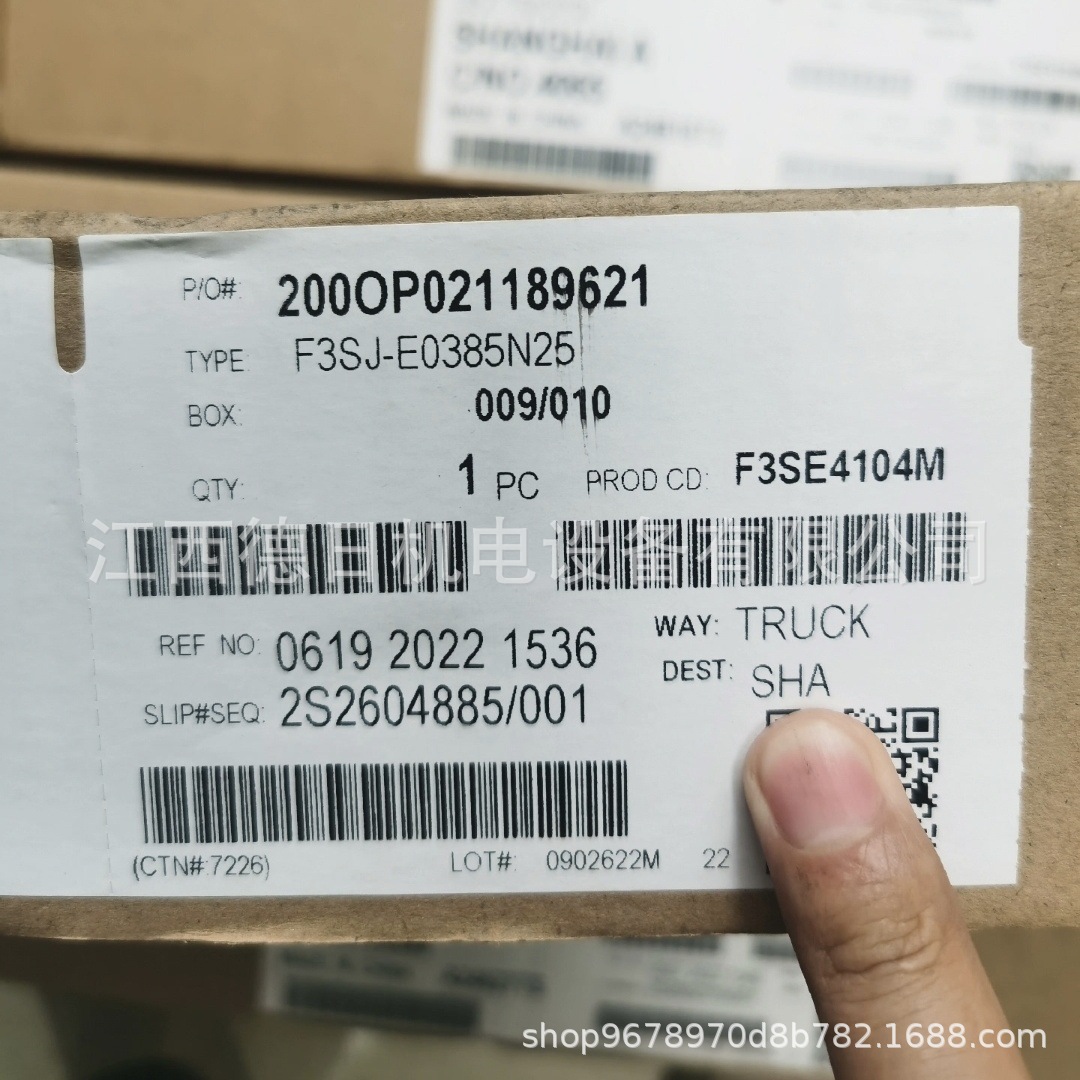 P/O#: 200OP021189621
TYPE: F3SJ-E0385N25
BOX: 009/010
QTY: 1 PC PROD CD: F3SE4104M
江西德日机电设备有限公司
REF NO: 0619 2022 1536
WAY: TRUCK
SLIP#SEQ: 2S2604885/001
DEST: SHA
(CTN#:7226) LOT#: 0902622M 22
shop9678970d8b782.1688.com